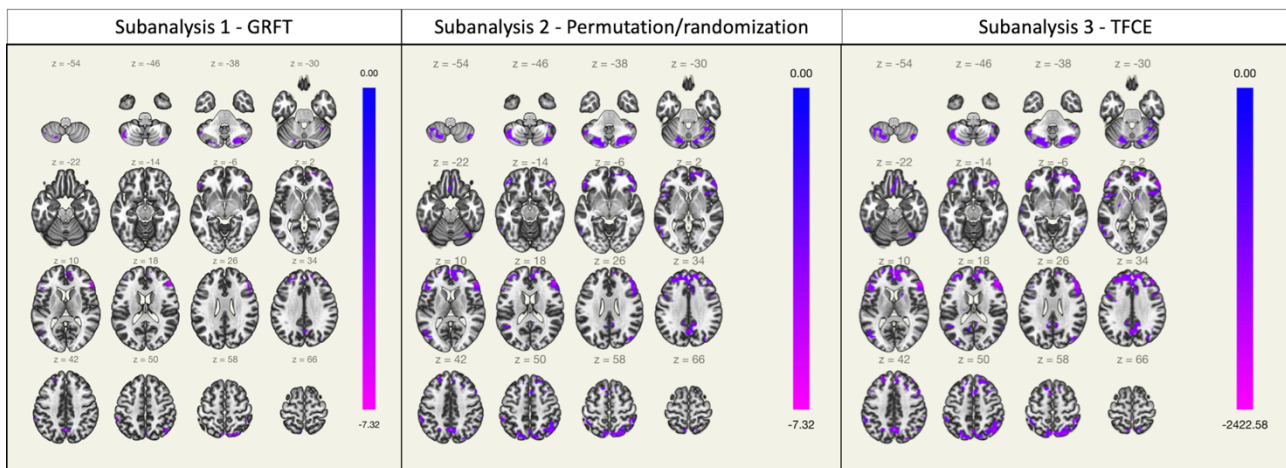 Subanalysis 1 - GRFT
z = -54 z = -46 z = -38 z = -30
z = -22 z = -14 z = -6 z = 2
z = 10 z = 18 z = 26 z = 34
z = 42 z = 50 z = 58 z = 66
0.00
-7.32
Subanalysis 2 - Permutation/randomization
z = -54 z = -46 z = -38 z = -30
z = -22 z = -14 z = -6 z = 2
z = 10 z = 18 z = 26 z = 34
z = 42 z = 50 z = 58 z = 66
0.00
-7.32
Subanalysis 3 - TFCE
z = -54 z = -46 z = -38 z = -30
z = -22 z = -14 z = -6 z = 2
z = 10 z = 18 z = 26 z = 34
z = 42 z = 50 z = 58 z = 66
0.00
-2422.58